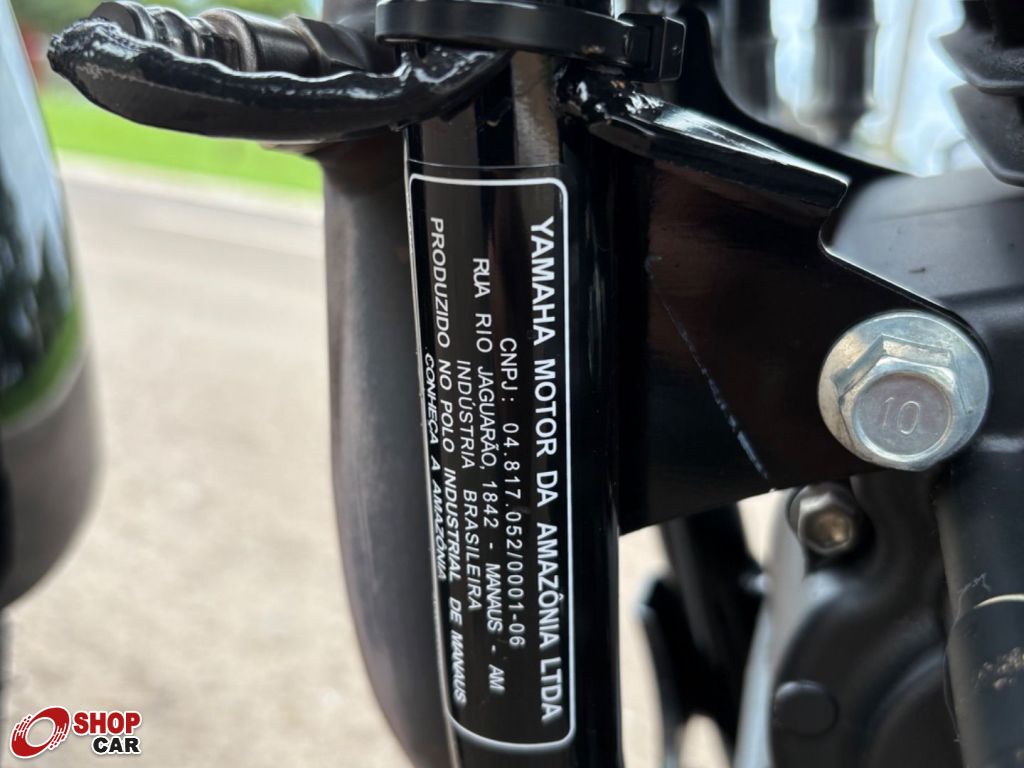 YAMAHA MOTOR DA AMAZÔNIA LTDA
CNPJ: 04.817.052/0001-06
RUA RIO JAGUARÃO, 1842 - MANAUS - AM
INDÚSTRIA BRASILEIRA
PRODUZIDO NO POLO INDUSTRIAL DE MANAUS
CONHEÇA A AMAZÔNIA
10
SHOP
CAR